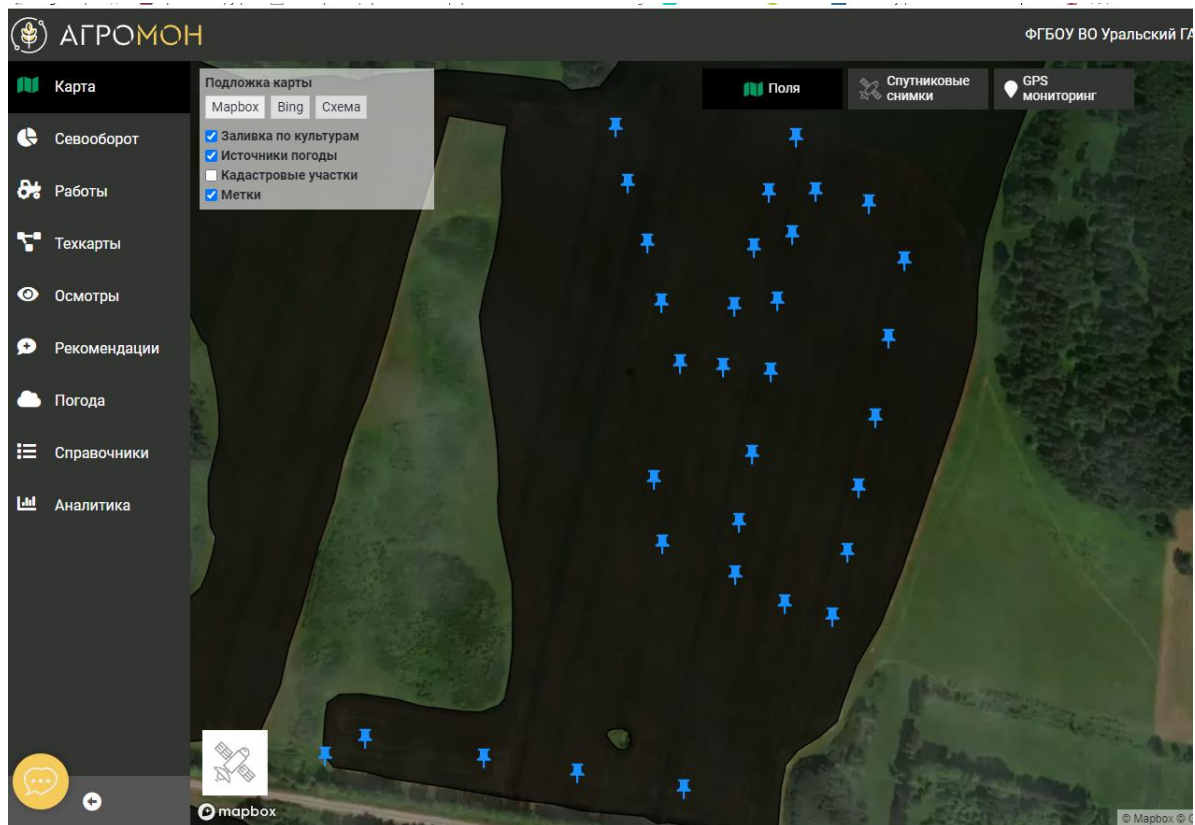 АГРОМОН
ФГБОУ ВО Уральский ГА
Карта
Севооборот
Работы
Техкарты
Осмотры
Рекомендации
Погода
Справочники
Аналитика
Подложка карты
Mapbox Bing Схема
Заливка по культурам
Источники погоды
Кадастровые участки
Метки
Поля
Спутниковые
снимки
GPS
мониторинг
mapbox
© Mapbox ©